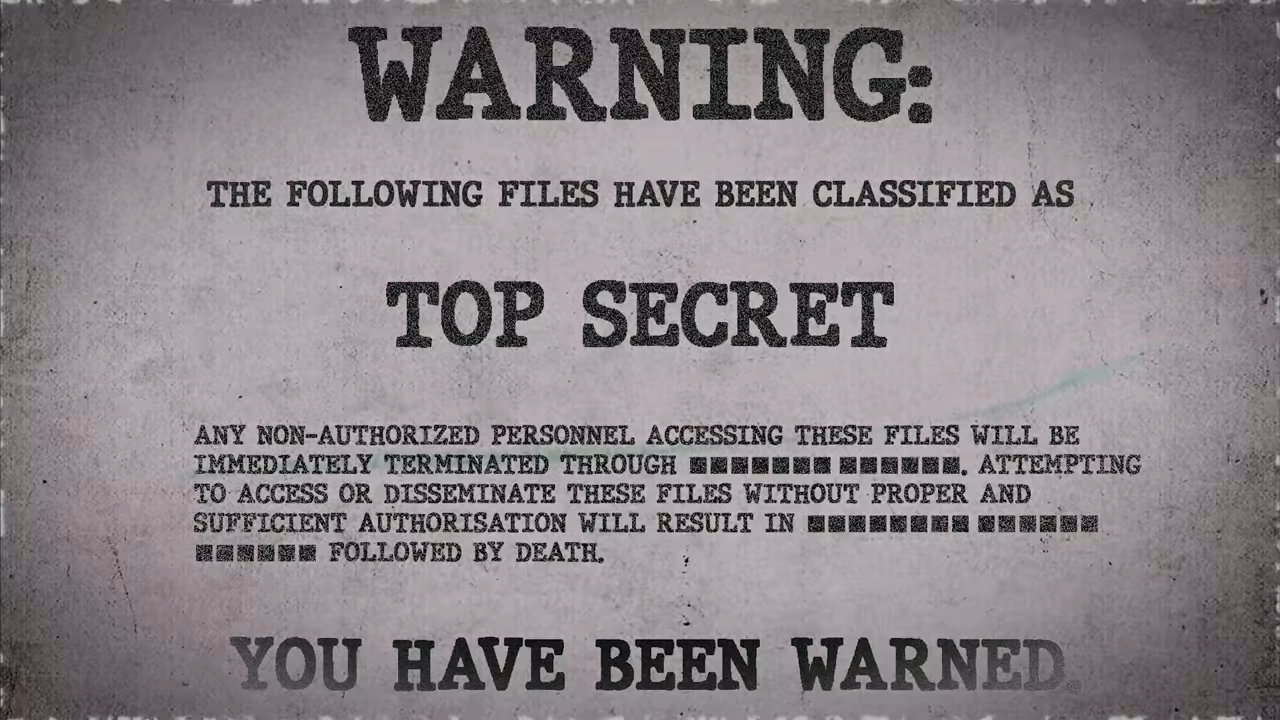 WARNING:
THE FOLLOWING FILES HAVE BEEN CLASSIFIED AS
TOP SECRET
ANY NON-AUTHORIZED PERSONNEL ACCESSING THESE FILES WILL BE
IMMEDIATELY TERMINATED THROUGH ■■■■■■■ ■■■■■■. ATTEMPTING
TO ACCESS OR DISSEMINATE THESE FILES WITHOUT PROPER AND
SUFFICIENT AUTHORISATION WILL RESULT IN ■■■■■■■■ ■■■■■■
■■■■■■ FOLLOWED BY DEATH.
YOU HAVE BEEN WARNED.